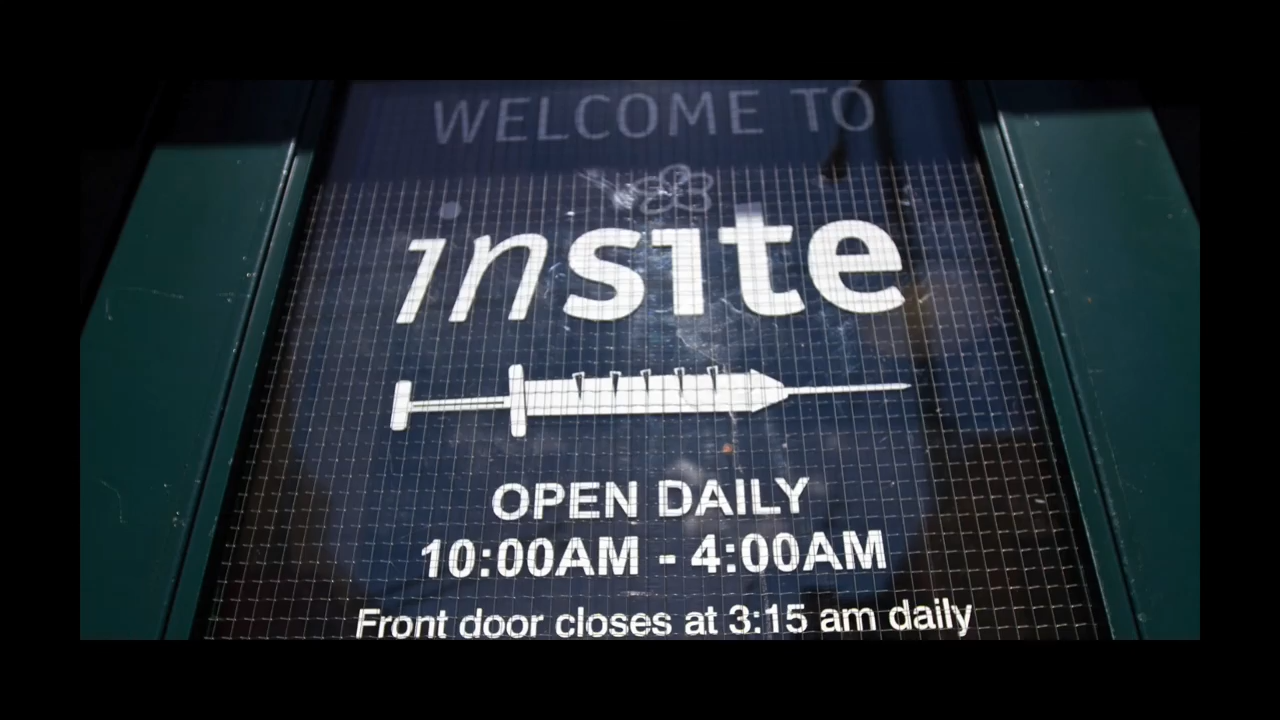 WELCOME TO
insite
OPEN DAILY
10:00AM - 4:00AM
Front door closes at 3:15 am daily